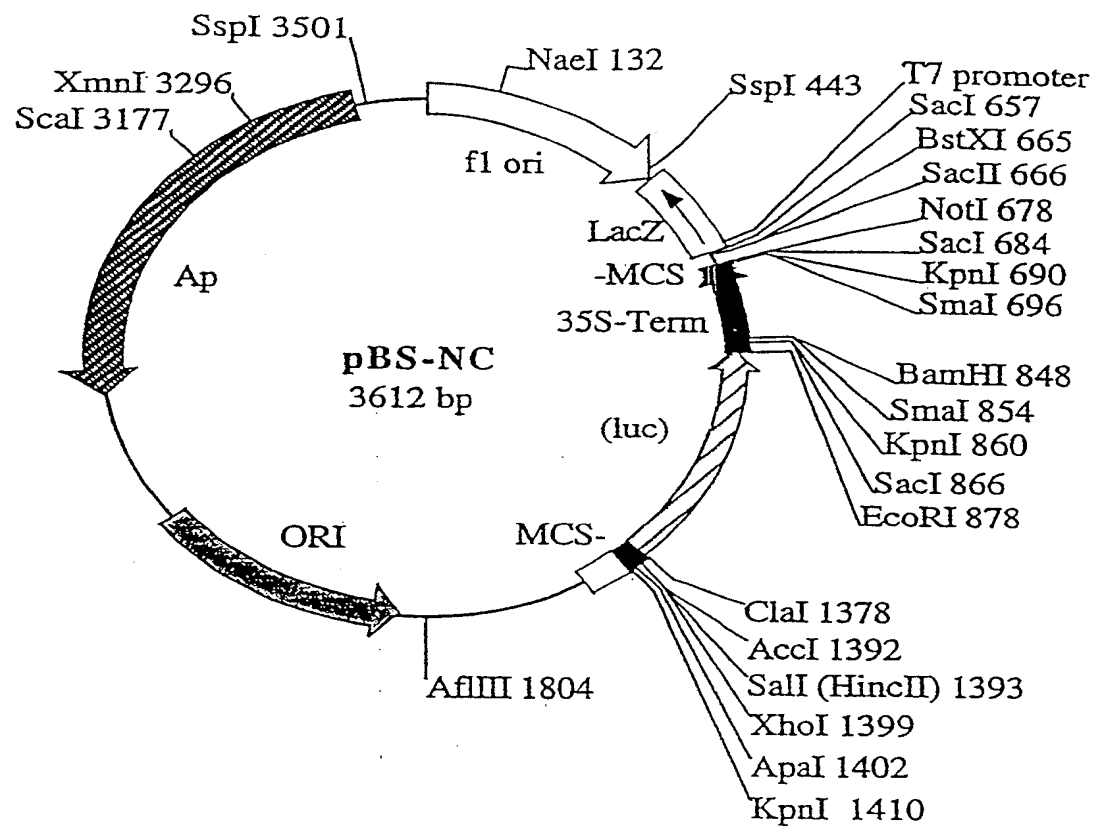 SspI 3501
XmnI 3296
ScaI 3177
NaeI 132
SspI 443
T7 promoter
SacI 657
BstXI 665
SacII 666
NotI 678
SacI 684
KpnI 690
SmaI 696
f1 ori
LacZ
-MCS
35S-Term
Ap
pBS-NC
3612 bp
(luc)
BamHI 848
SmaI 854
KpnI 860
SacI 866
EcoRI 878
ORI
MCS-
ClaI 1378
AccI 1392
SalI (HincII) 1393
XhoI 1399
ApaI 1402
KpnI 1410
AflIII 1804